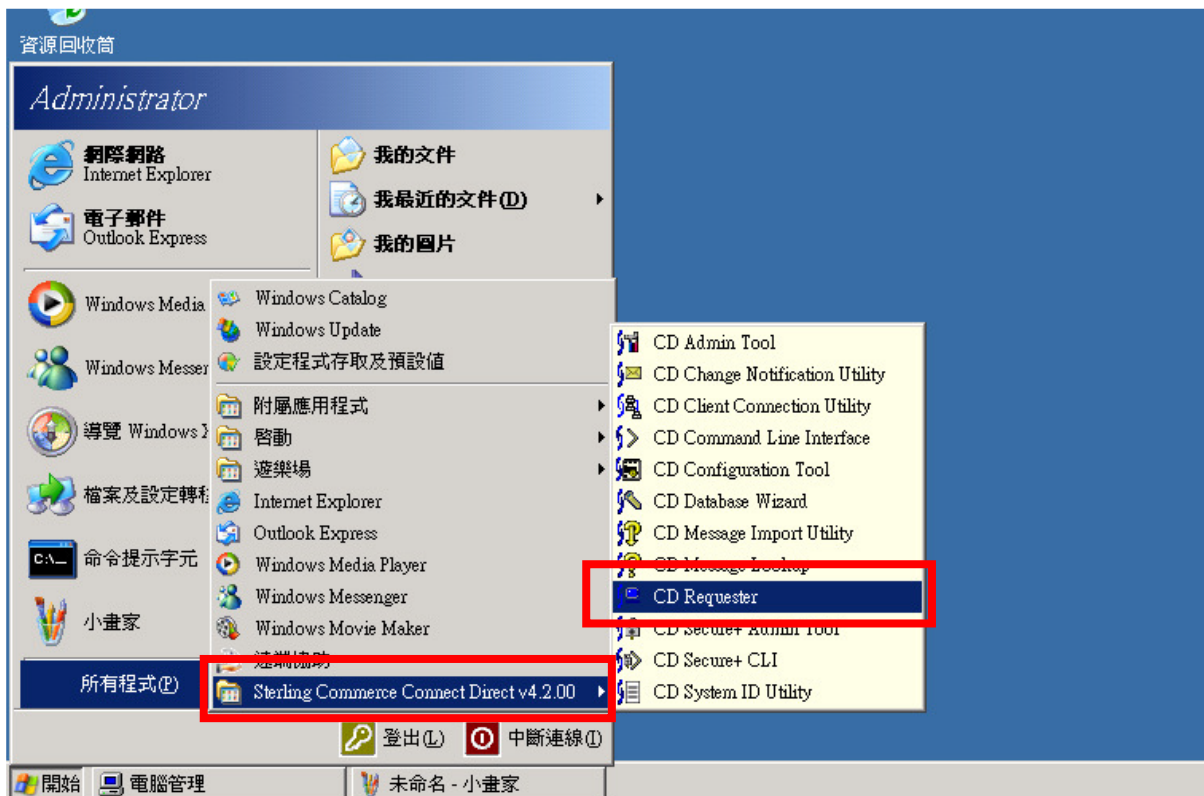 資源回收筒
Administrator
網際網路
Internet Explorer
電子郵件
Outlook Express
Windows Media
Windows Messen
導覽 Windows X
檔案及設定轉移
命令提示字元
小畫家
所有程式(P)
我的文件
我最近的文件(D)
我的圖片
Windows Catalog
Windows Update
設定程式存取及預設值
附屬應用程式
啓動
遊樂場
Internet Explorer
Outlook Express
Windows Media Player
Windows Messenger
Windows Movie Maker
遠端協助
Sterling Commerce Connect Direct v4.2.00
CD Admin Tool
CD Change Notification Utility
CD Client Connection Utility
CD Command Line Interface
CD Configuration Tool
CD Database Wizard
CD Message Import Utility
CD Message Lookup
CD Requester
CD Secure+ Admin Tool
CD Secure+ CLI
CD System ID Utility
登出(L)
中斷連線(I)
開始
電腦管理
未命名 - 小畫家